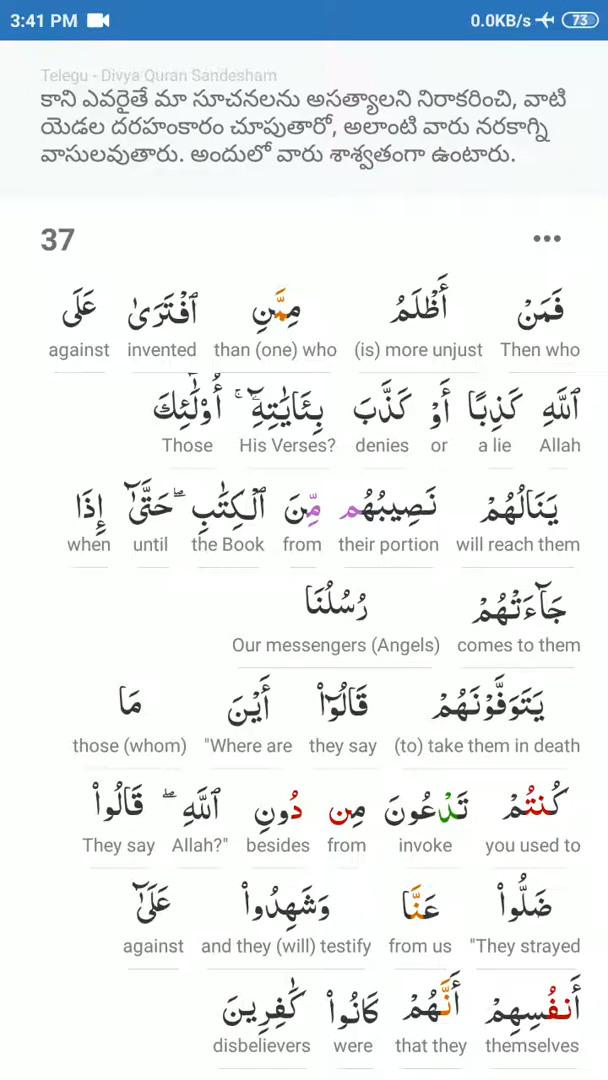 3:41 PM
0.0KB/s 73
Telegu - Divya Quran Sandesham
కాని ఎవరైతే మా సూచనలను అసత్యాలని నిరాకరించి, వాటి
యెడల దురహంకారం చూపుతారో, అలాంటి వారు నరకాగ్ని
వాసులవుతారు. అందులో వారు శాశ్వతంగా ఉంటారు.
37
فَمَنۡ أَظۡلَمُ مِمَّنِ ٱفۡتَرَىٰ عَلَى
Then who (is) more unjust than (one) who invented against
ٱللَّهِ كَذِبًا أَوۡ كَذَّبَ بِـَٔايَٰتِهِۦٓۚ أُوْلَٰٓئِكَ
Allah a lie or denies His Verses? Those
يَنَالُهُمۡ نَصِيبُهُم مِّنَ ٱلۡكِتَٰبِۖ حَتَّىٰٓ إِذَا
will reach them their portion from the Book until when
جَآءَتۡهُمۡ رُسُلُنَا
comes to them Our messengers (Angels)
يَتَوَفَّوۡنَهُمۡ قَالُوٓاْ أَيۡنَ مَا
(to) take them in death they say "Where are those (whom)
كُنتُمۡ تَدۡعُونَ مِن دُونِ ٱللَّهِۖ قَالُواْ
you used to invoke from besides Allah?" They say
ضَلُّواْ عَنَّا وَشَهِدُواْ عَلَىٰٓ
"They strayed from us and they (will) testify against
أَنفُسِهِمۡ أَنَّهُمۡ كَانُواْ كَٰفِرِينَ
themselves that they were disbelievers